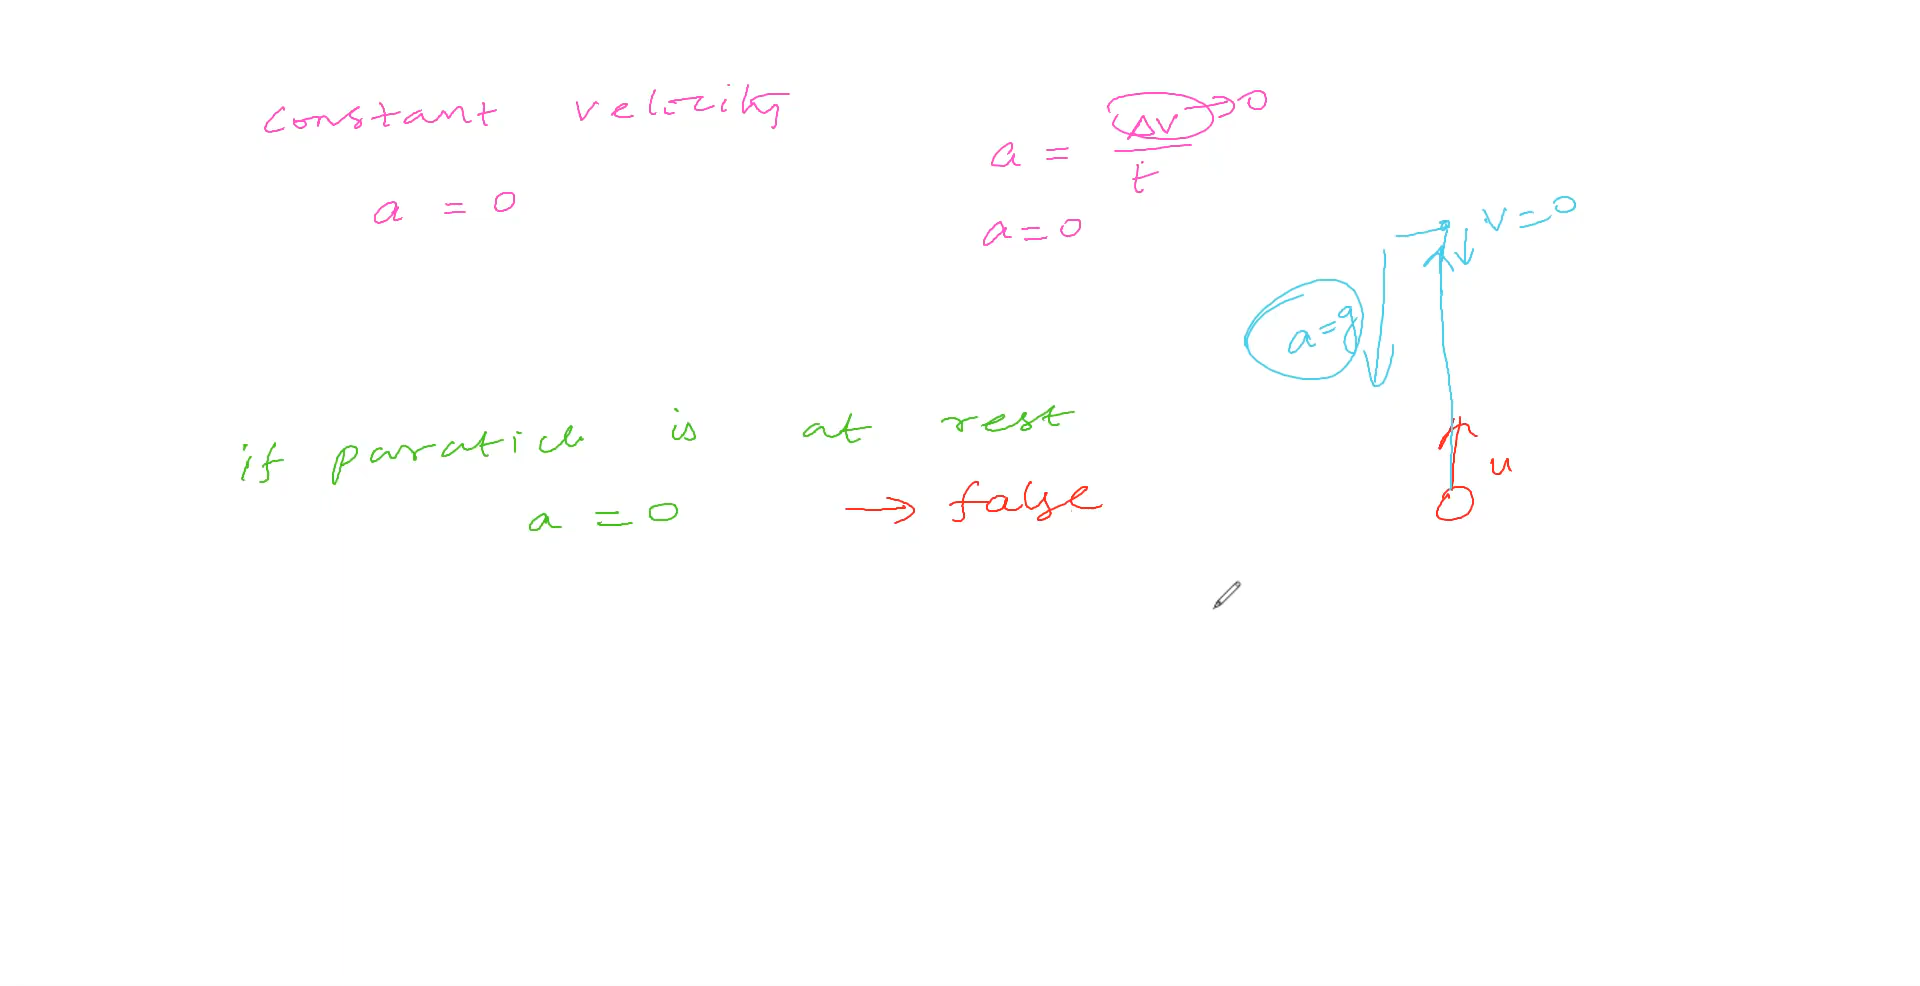 constant velocity
a = 0
a = Δv / t → 0
a = 0
v = 0
a = g
u
if paraticle is at rest
a = 0 → false